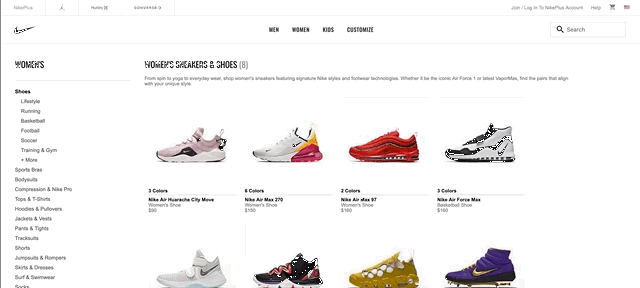 NikePlus
Hurley
CONVERSE
Join / Log In To NikePlus Account
Help
MEN
WOMEN
KIDS
CUSTOMIZE
Search
WOMEN'S
WOMEN'S SNEAKERS & SHOES (8)
From spin to yoga to everyday wear, shop women's sneakers featuring signature Nike styles and footwear technologies. Whether it be the iconic Air Force 1 or latest VaporMax, find the pairs that align
with your unique style.
Shoes
Lifestyle
Running
Basketball
Football
Soccer
Training & Gym
+ More
Sports Bras
Bodysuits
Compression & Nike Pro
Tops & T-Shirts
Hoodies & Pullovers
Jackets & Vests
Pants & Tights
Tracksuits
Shorts
Jumpsuits & Rompers
Skirts & Dresses
Surf & Swimwear
Socks
3 Colors
Nike Air Huarache City Move
Women's Shoe
$90
6 Colors
Nike Air Max 270
Women's Shoe
$150
2 Colors
Nike Air Max 97
Women's Shoe
$160
3 Colors
Nike Air Force Max
Basketball Shoe
$160